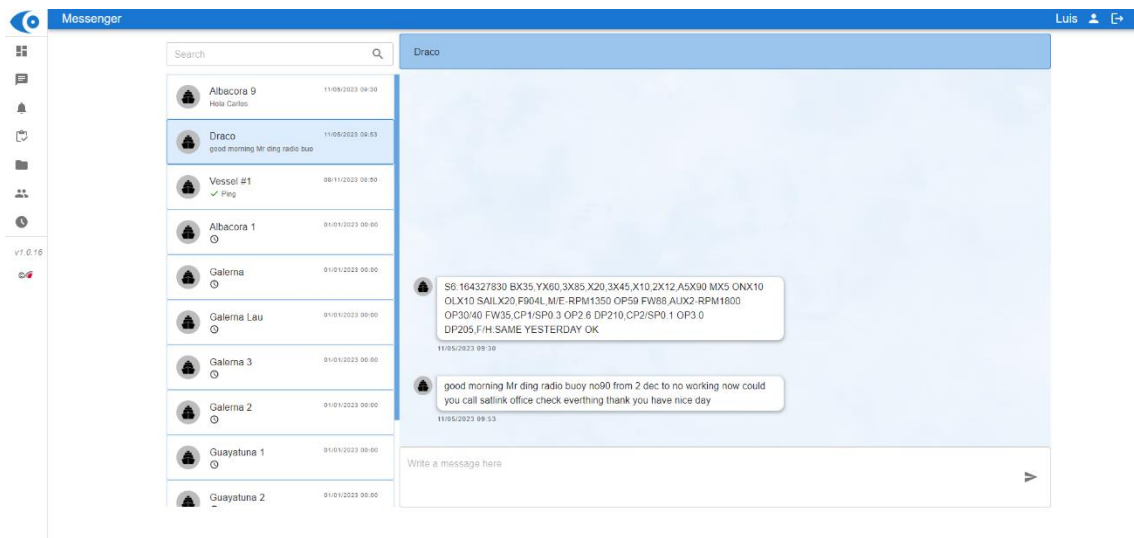 Messenger
Luis
Search
Albacora 9
11/05/2023 09:30
Hola Carlos
Draco
11/05/2023 09:53
good morning Mr ding radio buo
Vessel #1
08/11/2023 08:50
Ping
Albacora 1
01/01/2023 00:00
Galerna
01/01/2023 00:00
Galerna Lau
01/01/2023 00:00
Galerna 3
01/01/2023 00:00
Galerna 2
01/01/2023 00:00
Guayatuna 1
01/01/2023 00:00
Guayatuna 2
01/01/2023 00:00
v1.0.16
Draco
S6:164327830 BX35,YX60,3X85,X20,3X45,X10,2X12,A5X90 MX5 ONX10
OLX10 SAILX20,F904L,M/E-RPM1350 OP59 FW88,AUX2-RPM1800
OP30/40 FW35,CP1/SP0.3 OP2.6 DP210,CP2/SP0.1 OP3.0
DP205,F/H:SAME YESTERDAY OK
11/05/2023 09:30
good morning Mr ding radio buoy no90 from 2 dec to no working now could
you call satlink office check everthing thank you have nice day
11/05/2023 09:53
Write a message here